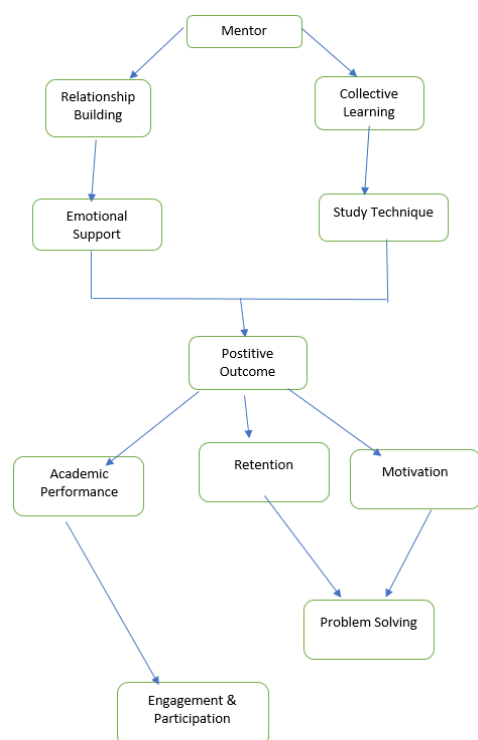 Mentor
Relationship
Building
Collective
Learning
Emotional
Support
Study Technique
Postitive
Outcome
Academic
Performance
Retention
Motivation
Problem Solving
Engagement &
Participation